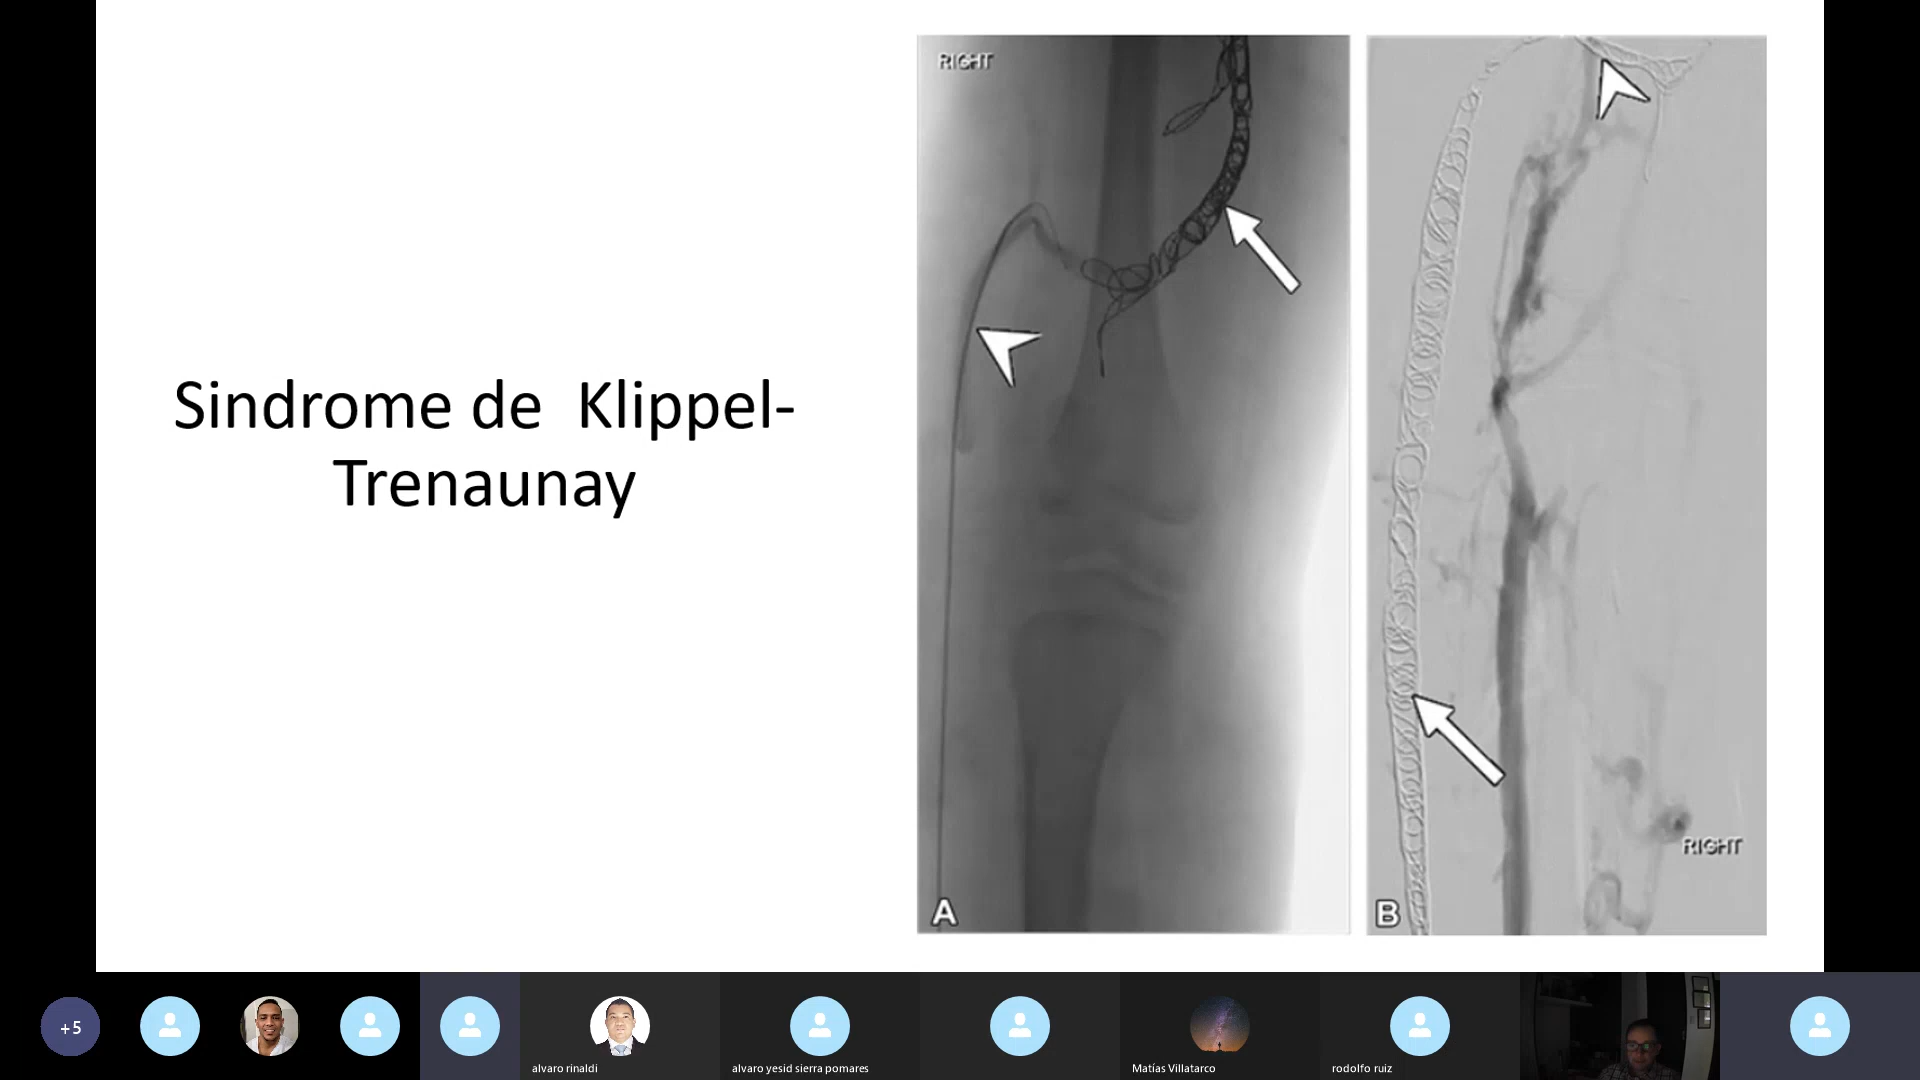 Sindrome de  Klippel-
Trenaunay
RIGHT
A
RIGHT
B
+5
alvaro rinaldi
alvaro yesid sierra pomares
Matías Villatarco
rodolfo ruiz